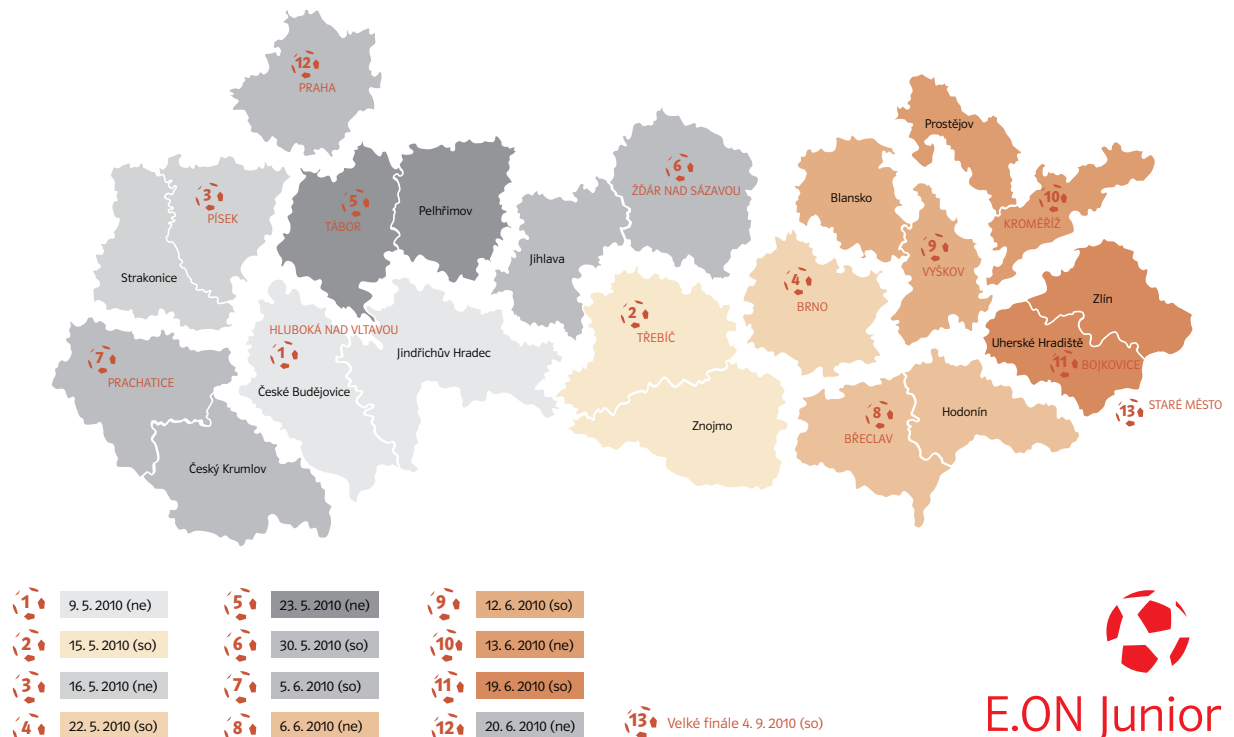 12
PRAHA
Prostějov
3
PÍSEK
5
TÁBOR
Pelhřimov
6
ŽĎÁR NAD SÁZAVOU
Blansko
10
KROMĚŘÍŽ
Strakonice
Jihlava
9
VYŠKOV
4
BRNO
Zlín
HLUBOKÁ NAD VLTAVOU
1
Jindřichův Hradec
České Budějovice
2
TŘEBÍČ
Uherské Hradiště
11
BOJKOVICE
7
PRACHATICE
13
STARÉ MĚSTO
8
BŘECLAV
Hodonín
Znojmo
Český Krumlov
1 9. 5. 2010 (ne)
2 15. 5. 2010 (so)
3 16. 5. 2010 (ne)
4 22. 5. 2010 (so)
5 23. 5. 2010 (ne)
6 30. 5. 2010 (so)
7 5. 6. 2010 (so)
8 6. 6. 2010 (ne)
9 12. 6. 2010 (so)
10 13. 6. 2010 (ne)
11 19. 6. 2010 (so)
12 20. 6. 2010 (ne)
13 Velké finále 4. 9. 2010 (so)
E.ON Junior